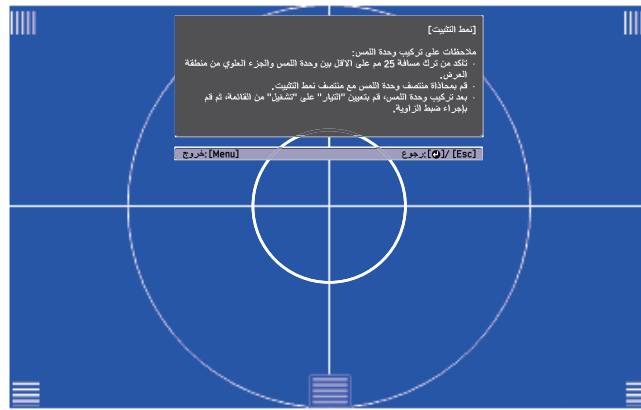 [نمط التثبيت]
ملاحظات على تركيب وحدة اللمس:
· تأكد من ترك مسافة 25 مم على الاقل بين وحدة اللمس والجزء العلوي من منطقة
العرض.
· قم بمحاذاة منتصف وحدة اللمس مع منتصف نمط التثبيت.
· بعد تركيب وحدة اللمس، قم بتعيين "التيار" على "تشغيل" من القائمة، ثم قم
بإجراء ضبط الزاوية.
[Esc] /[⏎]:رجوع [Menu]:خروج